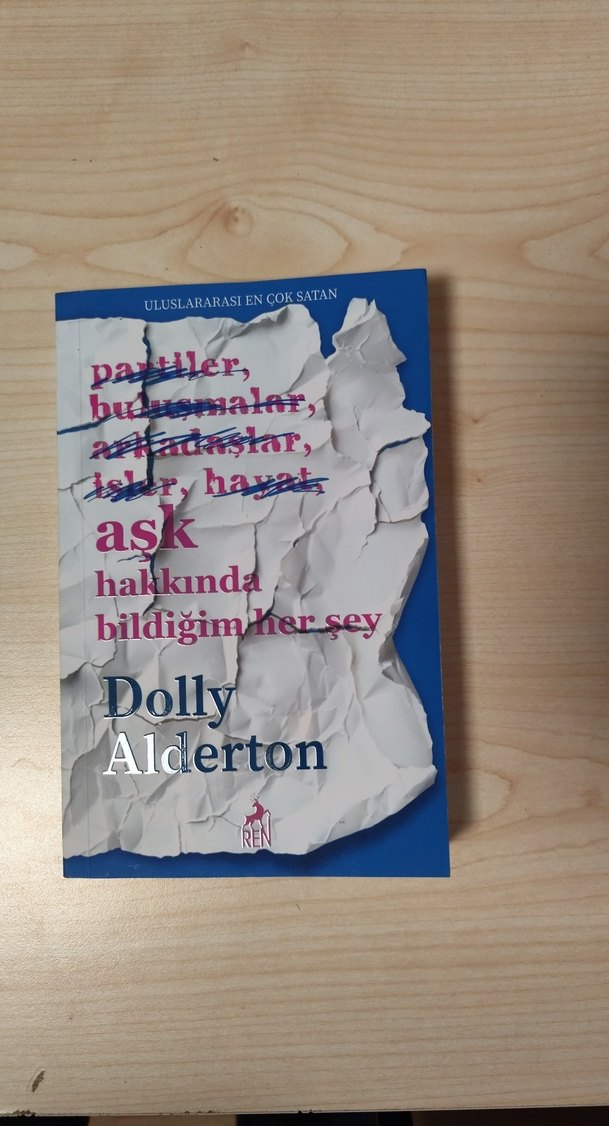 ULUSLARARASI EN ÇOK SATAN
partiler,
buluşmalar,
arkadaşlar,
işler, hayat,
aşk
hakkında
bildiğim her şey
Dolly
Alderton
REN